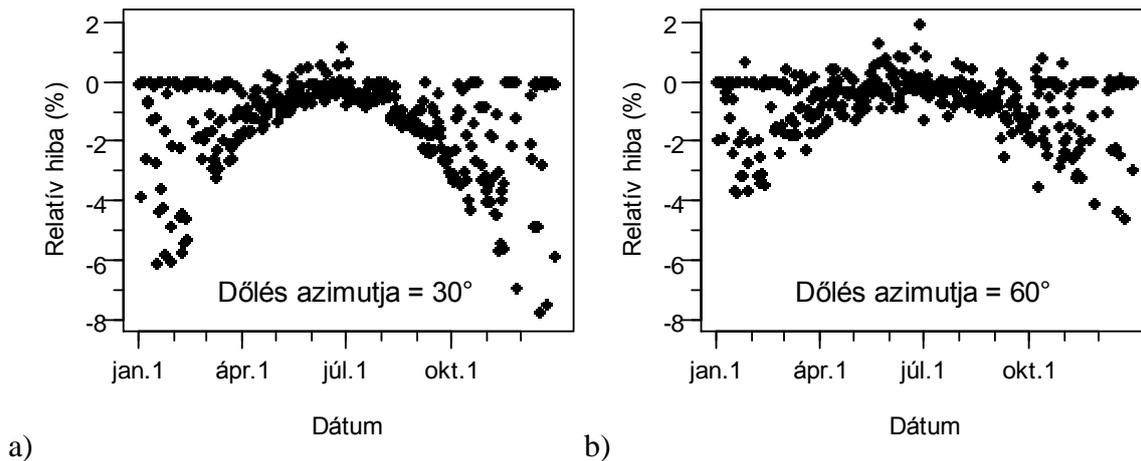 2
0
-2
-4
-6
-8
Relatív hiba (%)
Dőlés azimutja = 30°
jan.1 ápr.1 júl.1 okt.1
Dátum
a)
2
0
-2
-4
-6
-8
Relatív hiba (%)
Dőlés azimutja = 60°
jan.1 ápr.1 júl.1 okt.1
Dátum
b)